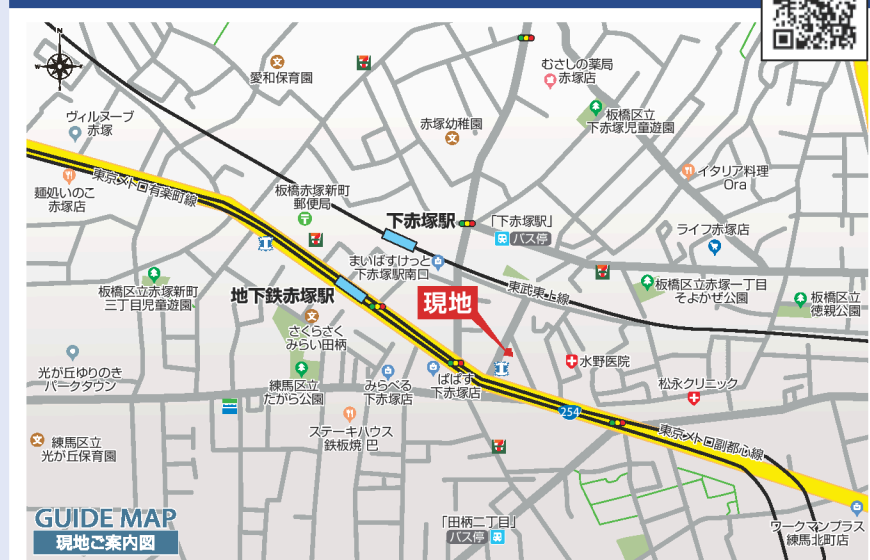 N
W
E
S
愛和保育園
むさしの薬局
赤塚店
ヴィルヌーブ
赤塚
赤塚幼稚園
板橋区立
下赤塚児童遊園
麺処いのこ
赤塚店
東京メトロ有楽町線
板橋赤塚新町
郵便局
イタリア料理
Ora
下赤塚駅
「下赤塚駅」
バス停
ライフ赤塚店
まいばすけっと
下赤塚駅南口
地下鉄赤塚駅
東武東上線
板橋区立赤塚新町
三丁目児童遊園
現地
板橋区立赤塚一丁目
そよかぜ公園
板橋区立
徳親公園
さくらさく
みらい田柄
光が丘ゆりのき
パークタウン
練馬区立
たがら公園
みらべる
下赤塚店
ぱぱす
下赤塚店
水野医院
松永クリニック
254
ステーキハウス
鉄板焼 巴
練馬区立
光が丘保育園
東京メトロ副都心線
「田柄二丁目」
バス停
ワークマンプラス
練馬北町店
GUIDE MAP
現地ご案内図